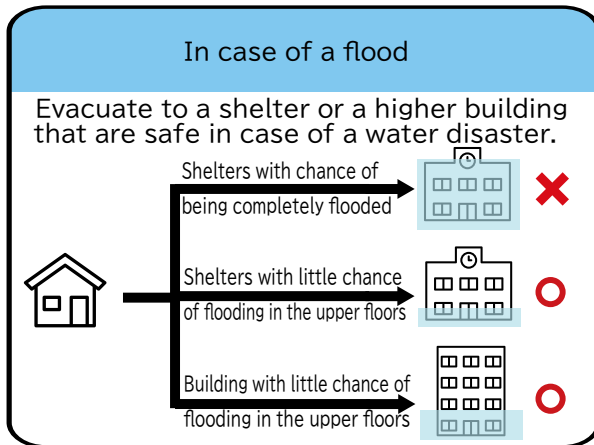 In case of a flood
Evacuate to a shelter or a higher building
that are safe in case of a water disaster.
Shelters with chance of
being completely flooded
Shelters with little chance
of flooding in the upper floors
Building with little chance of
flooding in the upper floors